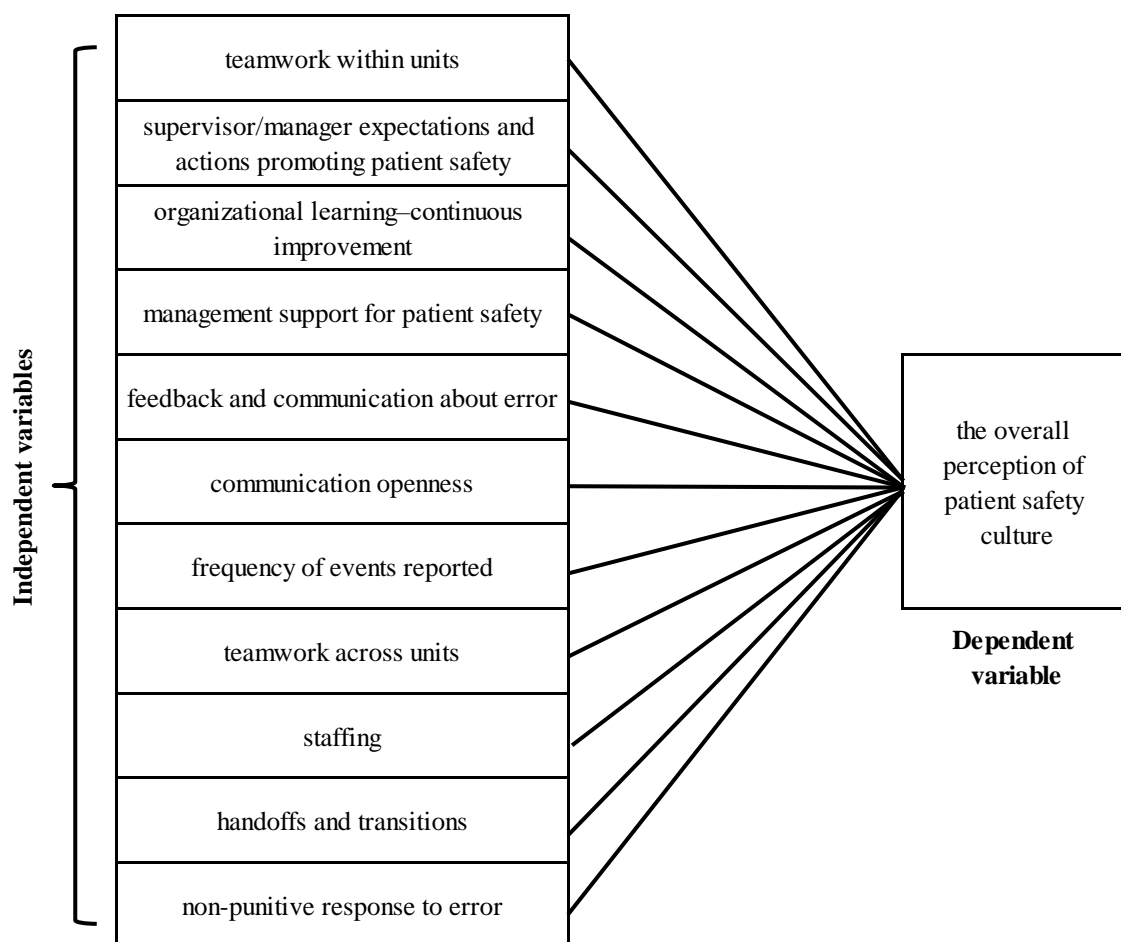 Independent variables
teamwork within units
supervisor/manager expectations and
actions promoting patient safety
organizational learning–continuous
improvement
management support for patient safety
feedback and communication about error
communication openness
frequency of events reported
teamwork across units
staffing
handoffs and transitions
non-punitive response to error
the overall
perception of
patient safety
culture
Dependent
variable